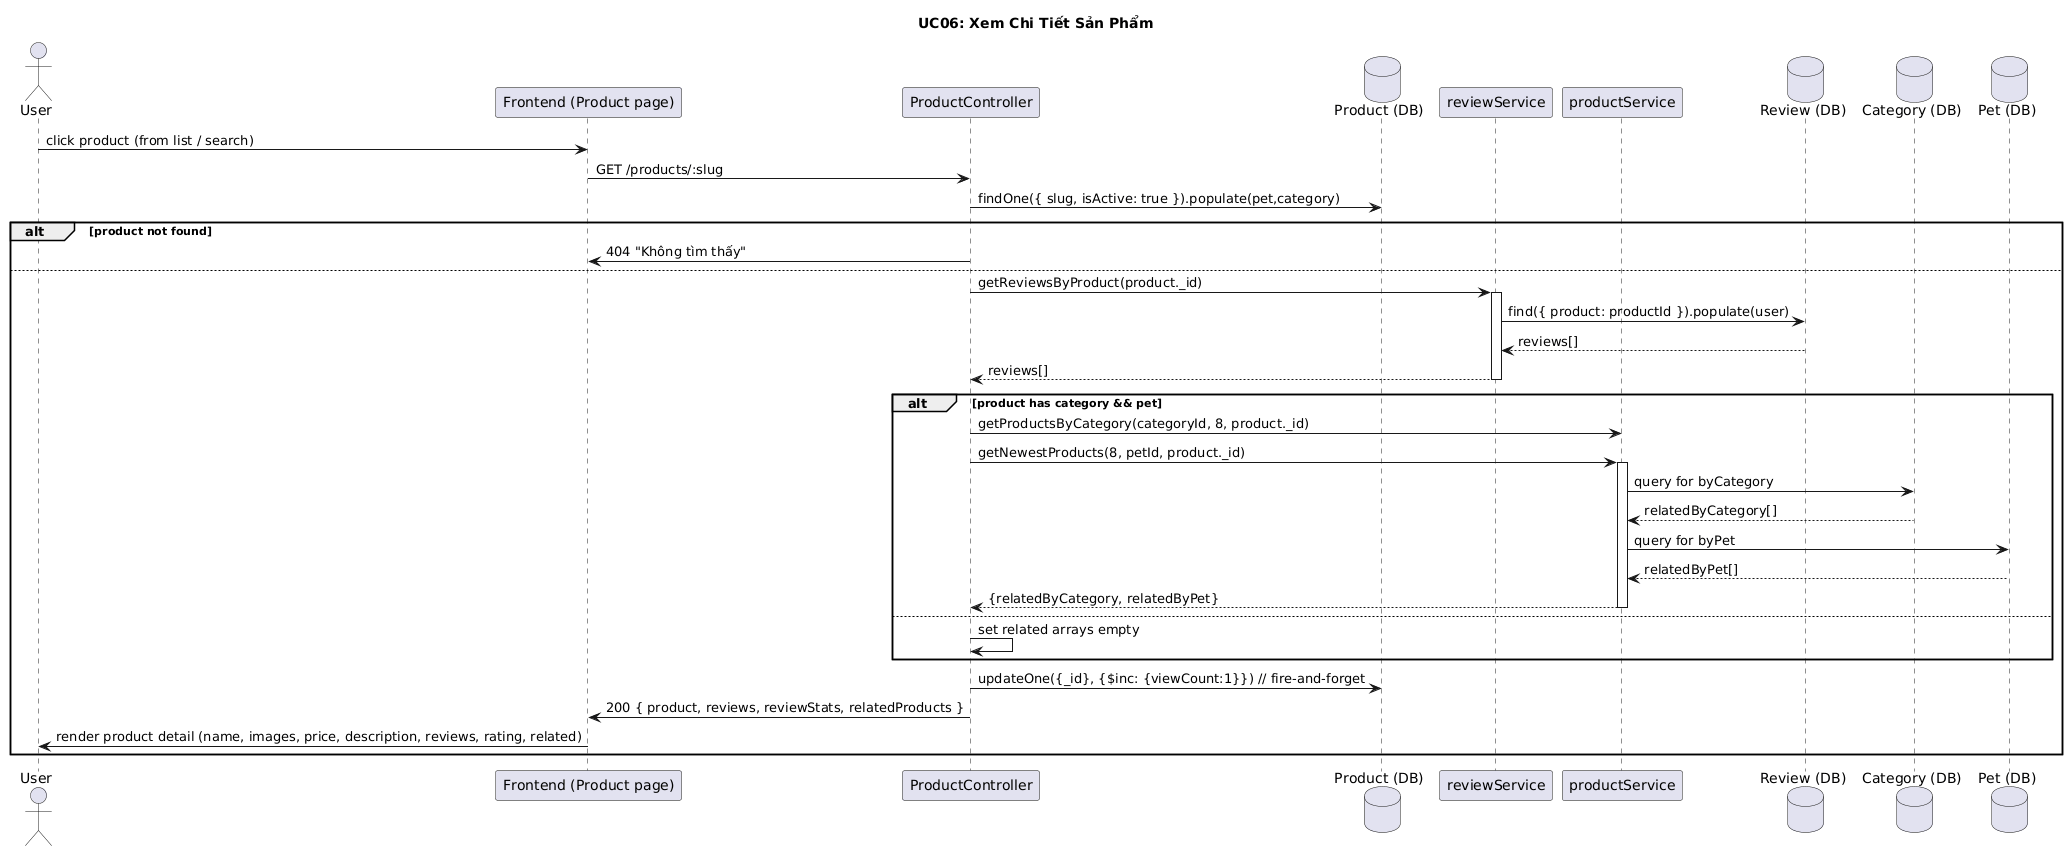 UC06: Xem Chi Tiết Sản Phẩm
User
Frontend (Product page)
ProductController
Product (DB)
reviewService
productService
Review (DB)
Category (DB)
Pet (DB)
click product (from list / search)
GET /products/:slug
findOne({ slug, isActive: true }).populate(pet,category)
alt
[product not found]
404 "Không tìm thấy"
getReviewsByProduct(product._id)
find({ product: productId }).populate(user)
reviews[]
reviews[]
alt
[product has category && pet]
getProductsByCategory(categoryId, 8, product._id)
getNewestProducts(8, petId, product._id)
query for byCategory
relatedByCategory[]
query for byPet
relatedByPet[]
{relatedByCategory, relatedByPet}
set related arrays empty
updateOne({_id}, {$inc: {viewCount:1}}) // fire-and-forget
200 { product, reviews, reviewStats, relatedProducts }
render product detail (name, images, price, description, reviews, rating, related)
User
Frontend (Product page)
ProductController
Product (DB)
reviewService
productService
Review (DB)
Category (DB)
Pet (DB)